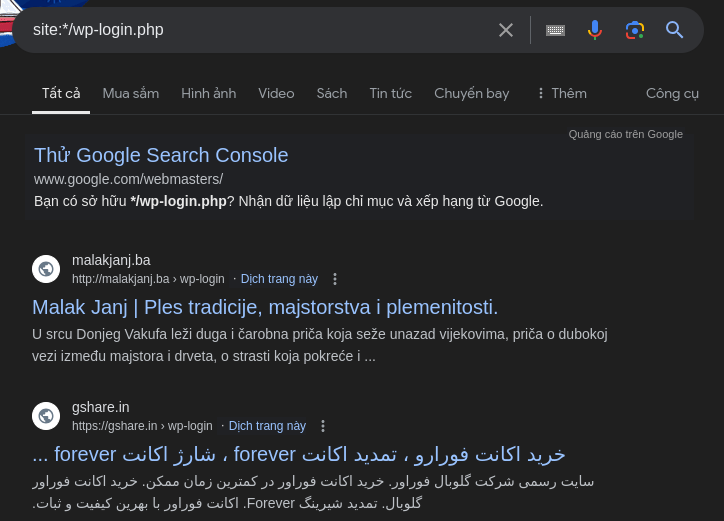 site:*/wp-login.php
Tất cả Mua sắm Hình ảnh Video Sách Tin tức Chuyển bay Thêm Công cụ
Quảng cáo trên Google
Thử Google Search Console
www.google.com/webmasters/
Bạn có sở hữu */wp-login.php? Nhận dữ liệu lập chỉ mục và xếp hạng từ Google.
malakjanj.ba
http://malakjanj.ba › wp-login · Dịch trang này
Malak Janj | Ples tradicije, majstorstva i plemenitosti.
U srcu Donjeg Vakufa leži duga i čarobna priča koja seže unazad vijekovima, priča o dubokoj
vezi između majstora i drveta, o strasti koja pokreće i ...
gshare.in
https://gshare.in › wp-login · Dịch trang này
خرید اکانت فورارو ، تمدید اکانت forever ، شارژ اکانت forever ...
سایت رسمی شرکت گلوبال فوراور. خرید اکانت فوراور در کمترین زمان ممکن. خرید اکانت فوراور
گلوبال. تمدید شیرینگ Forever. اکانت فوراور با بهرین کیفیت و ثبات.